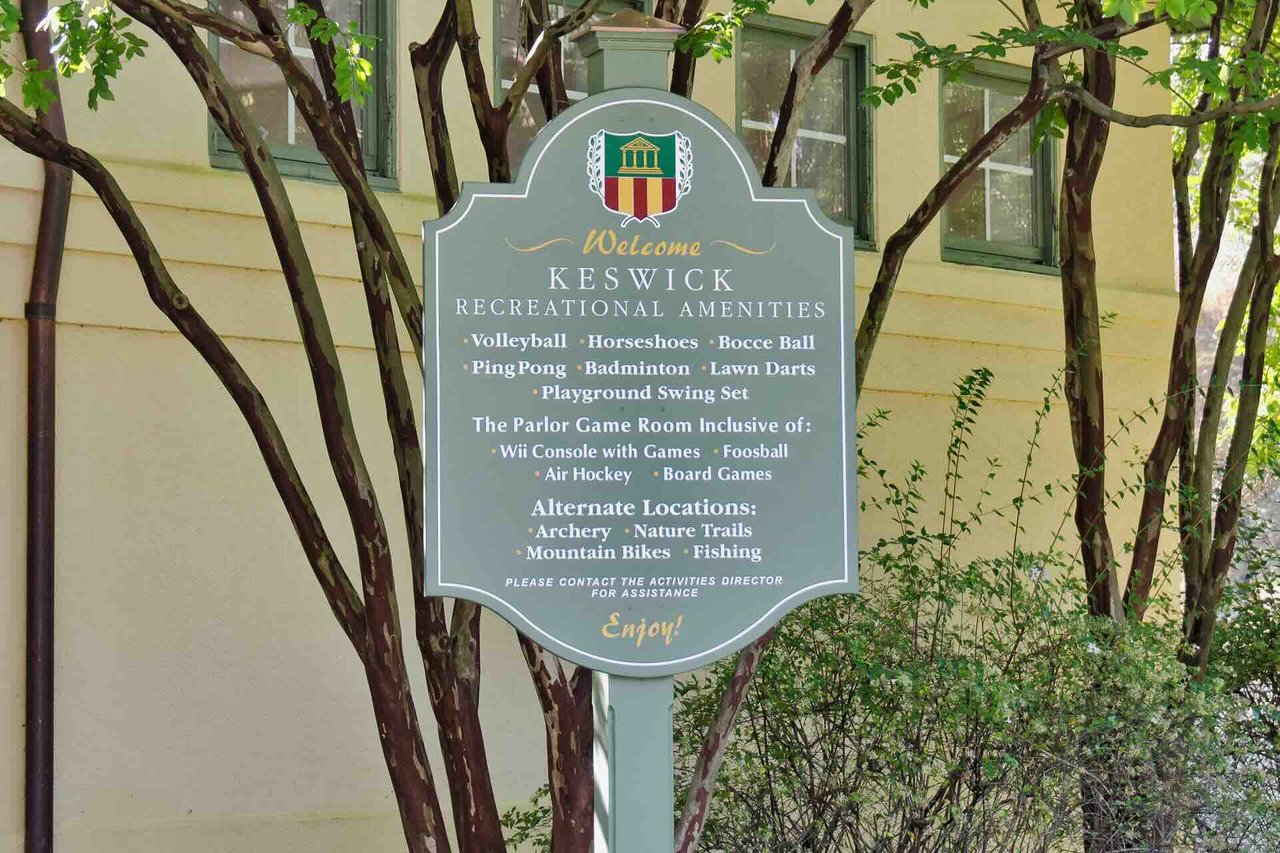 Welcome
KESWICK
RECREATIONAL AMENITIES
•Volleyball •Horseshoes •Bocce Ball
•Ping Pong •Badminton •Lawn Darts
•Playground Swing Set
The Parlor Game Room Inclusive of:
•Wii Console with Games •Foosball
•Air Hockey •Board Games
Alternate Locations:
•Archery •Nature Trails
•Mountain Bikes •Fishing
PLEASE CONTACT THE ACTIVITIES DIRECTOR
FOR ASSISTANCE
Enjoy!